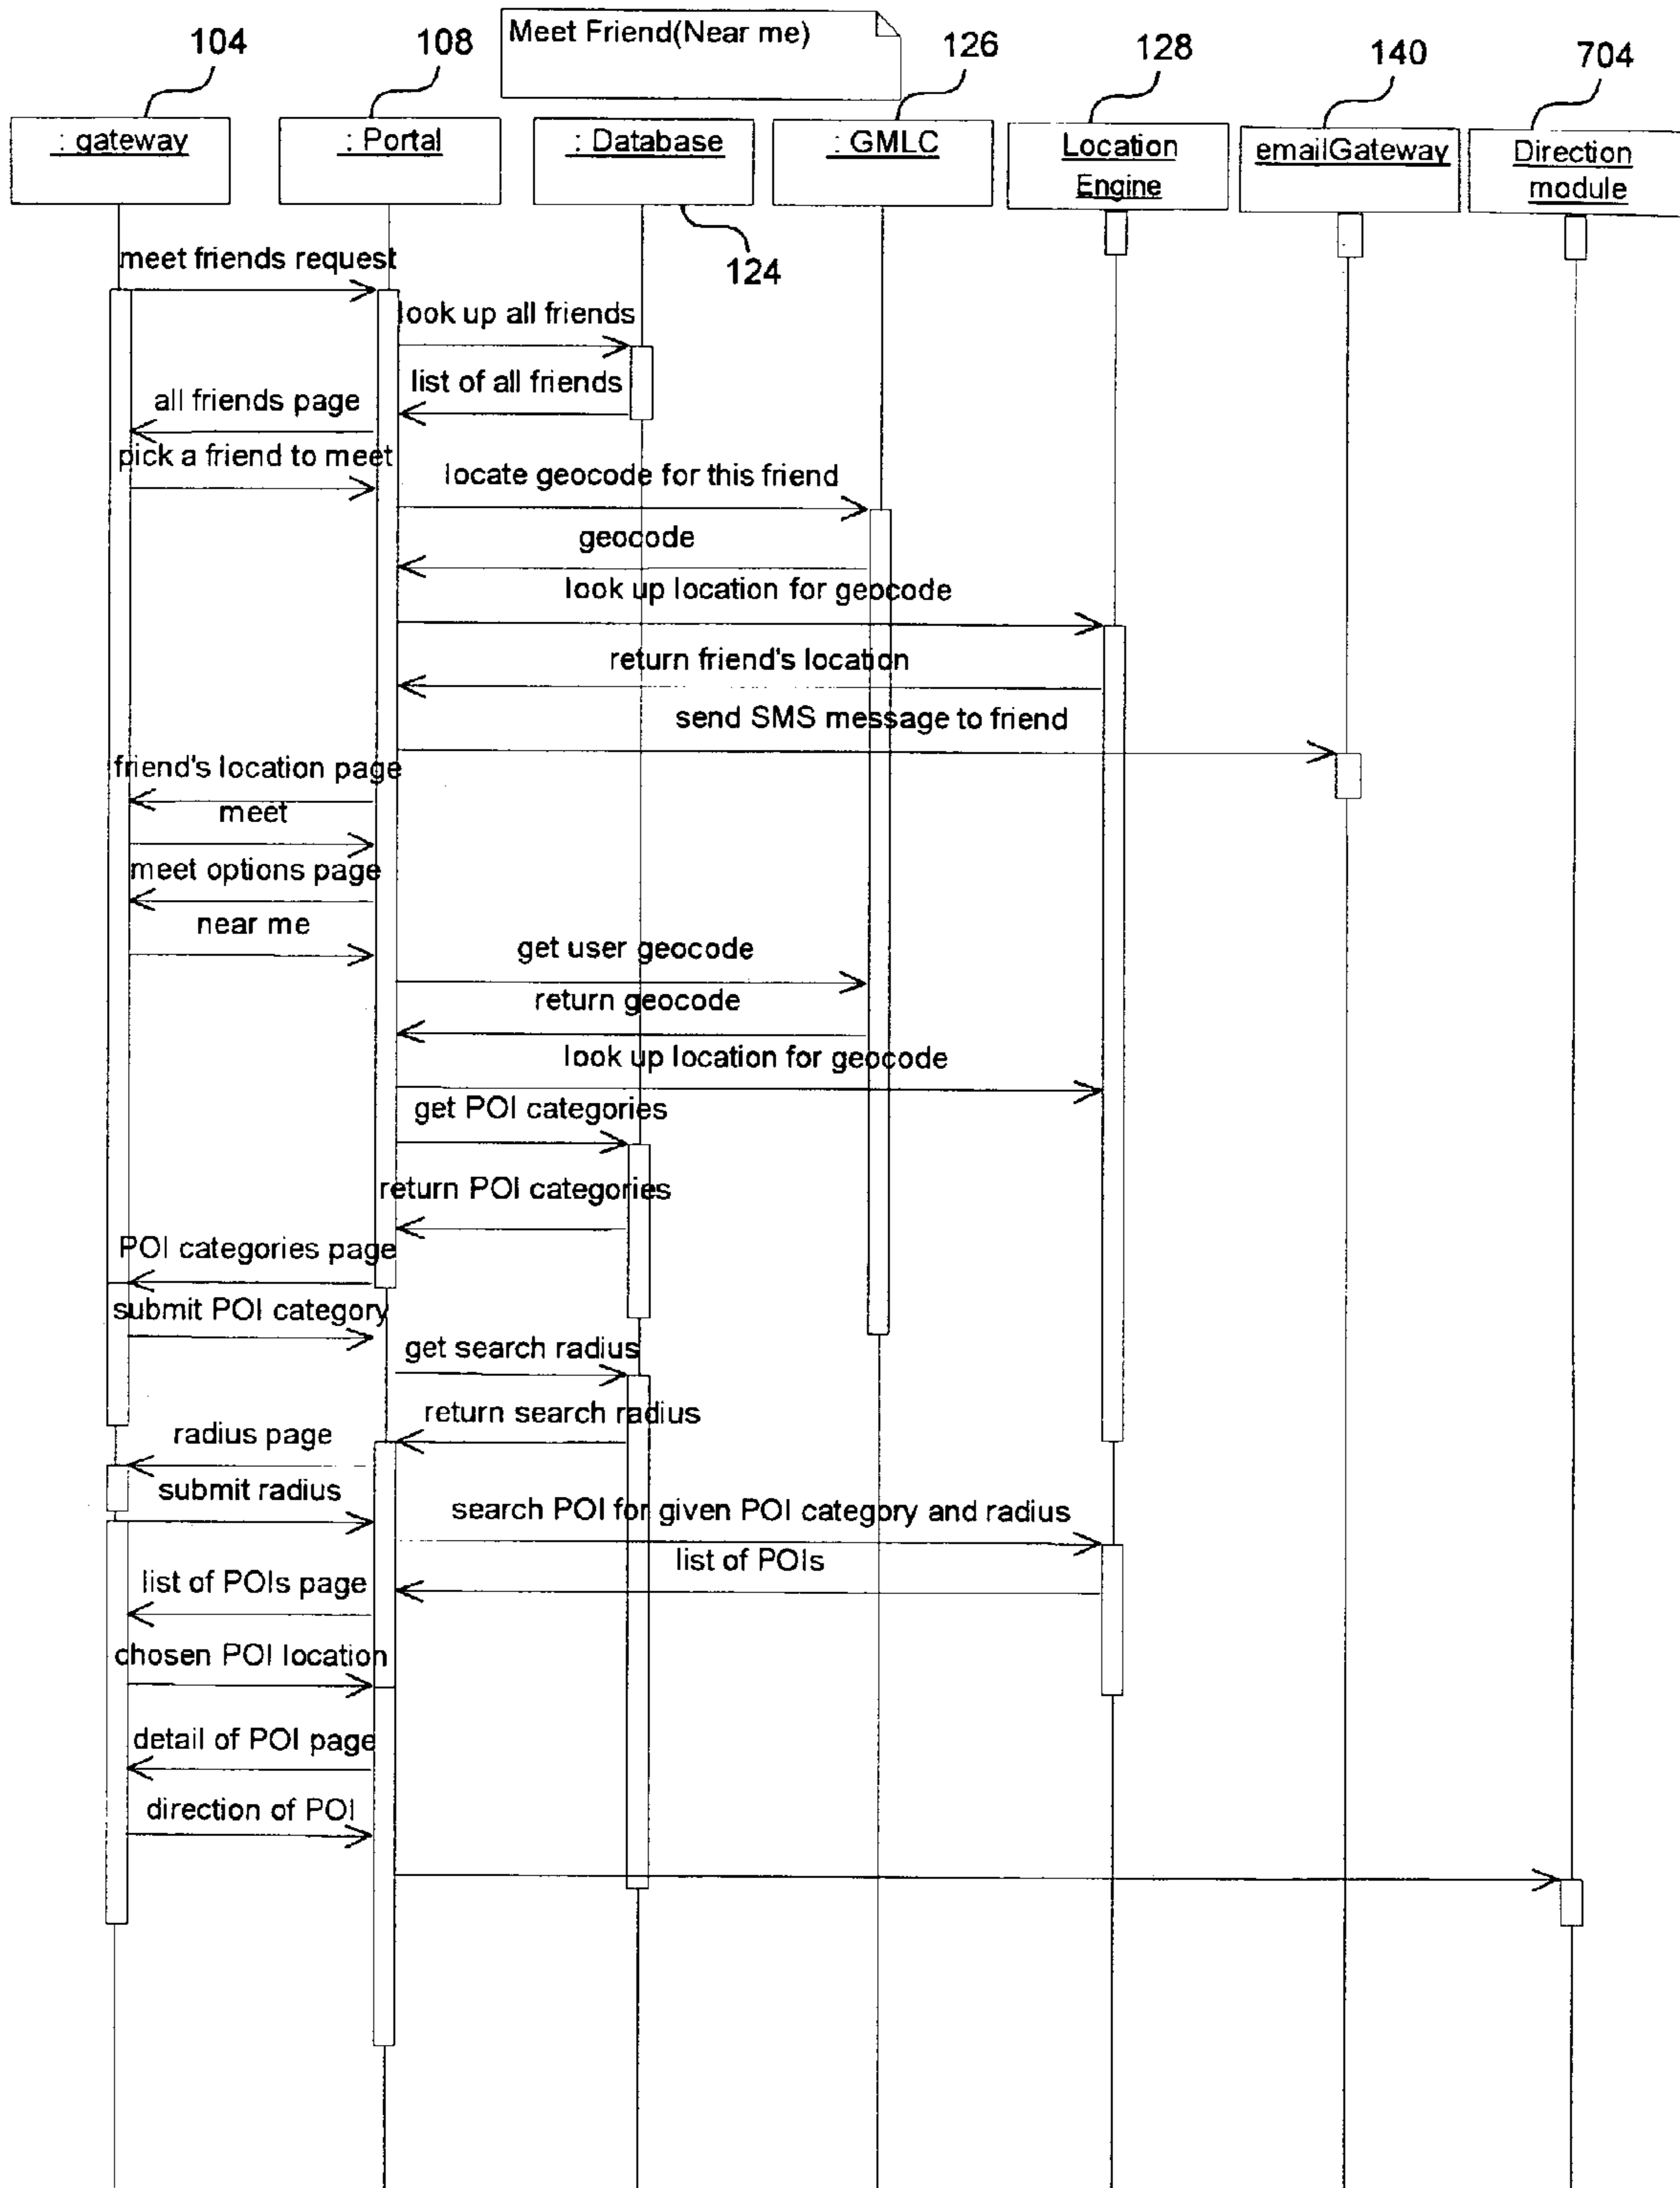 Meet Friend(Near me)
104
108
126
128
140
704
: gateway
: Portal
: Database
: GMLC
Location
Engine
emailGateway
Direction
module
124
meet friends request
look up all friends
list of all friends
all friends page
pick a friend to meet
locate geocode for this friend
geocode
look up location for geocode
return friend's location
send SMS message to friend
friend's location page
meet
meet options page
near me
get user geocode
return geocode
look up location for geocode
get POI categories
return POI categories
POI categories page
submit POI category
get search radius
return search radius
radius page
submit radius
search POI for given POI category and radius
list of POIs
list of POIs page
chosen POI location
detail of POI page
direction of POI